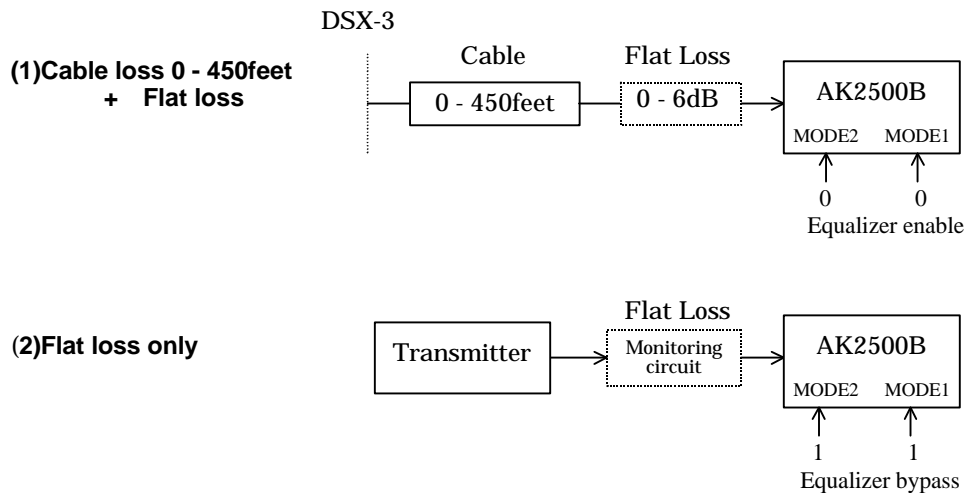 DSX-3
(1)Cable loss 0 - 450feet
+ Flat loss
Cable
0 - 450feet
Flat Loss
0 - 6dB
AK2500B
MODE2 MODE1
0 0
Equalizer enable
(2)Flat loss only
Transmitter
Flat Loss
Monitoring
circuit
AK2500B
MODE2 MODE1
1 1
Equalizer bypass